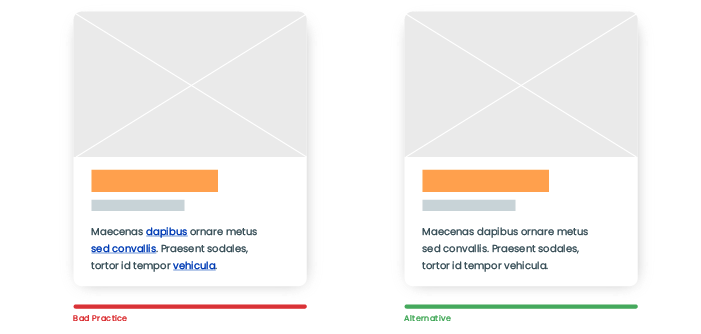 Maecenas dapibus ornare metus
sed convallis. Praesent sodales,
tortor id tempor vehicula.
Bad Practice
Maecenas dapibus ornare metus
sed convallis. Praesent sodales,
tortor id tempor vehicula.
Alternative